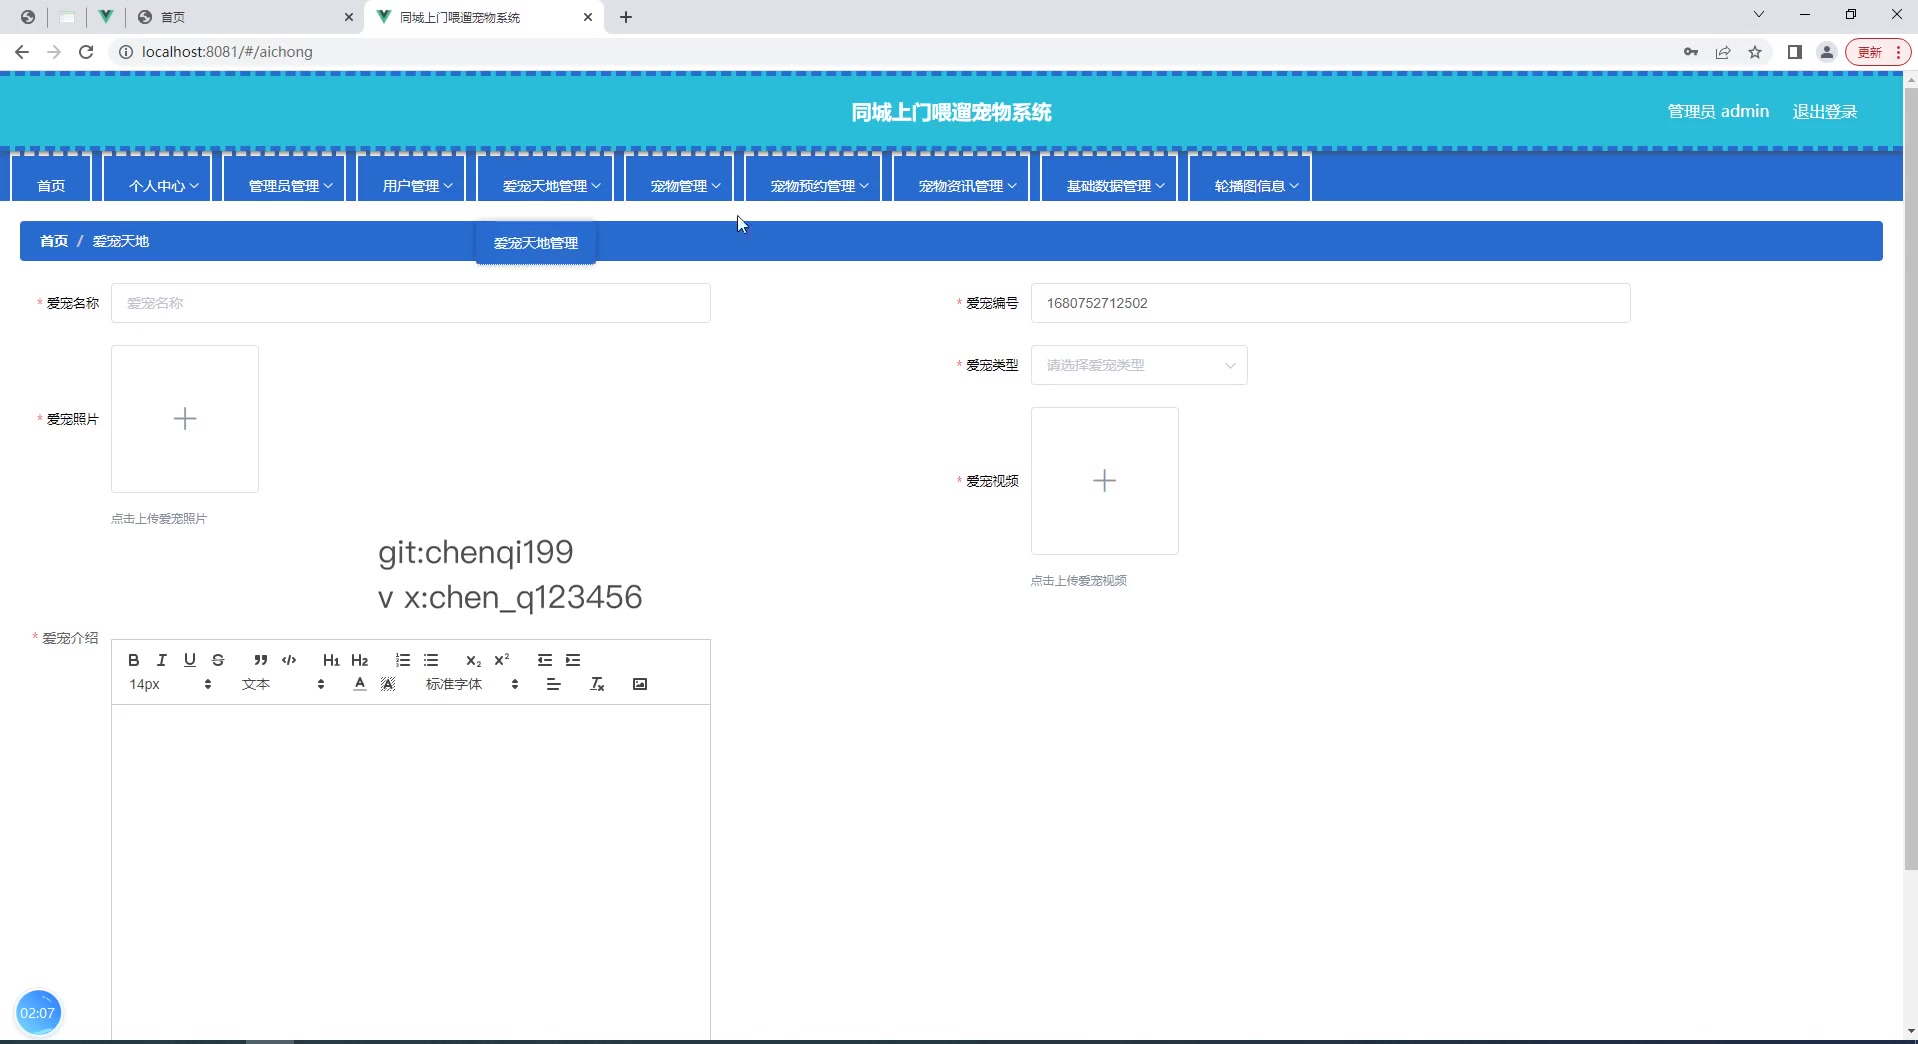 首页
同城上门喂遛宠物系统
localhost:8081/#/aichong
更新
同城上门喂遛宠物系统
管理员 admin
退出登录
首页
个人中心
管理员管理
用户管理
爱宠天地管理
宠物管理
宠物预约管理
宠物资讯管理
基础数据管理
轮播图信息
首页 / 爱宠天地
爱宠天地管理
* 爱宠名称
爱宠名称
* 爱宠编号
1680752712502
* 爱宠照片
点击上传爱宠照片
* 爱宠类型
请选择爱宠类型
* 爱宠视频
点击上传爱宠视频
git:chenqi199
v x:chen_q123456
* 爱宠介绍
B I U S H1 H2 x2 x2
14px 文本 A A 标准字体 Tx
02:07